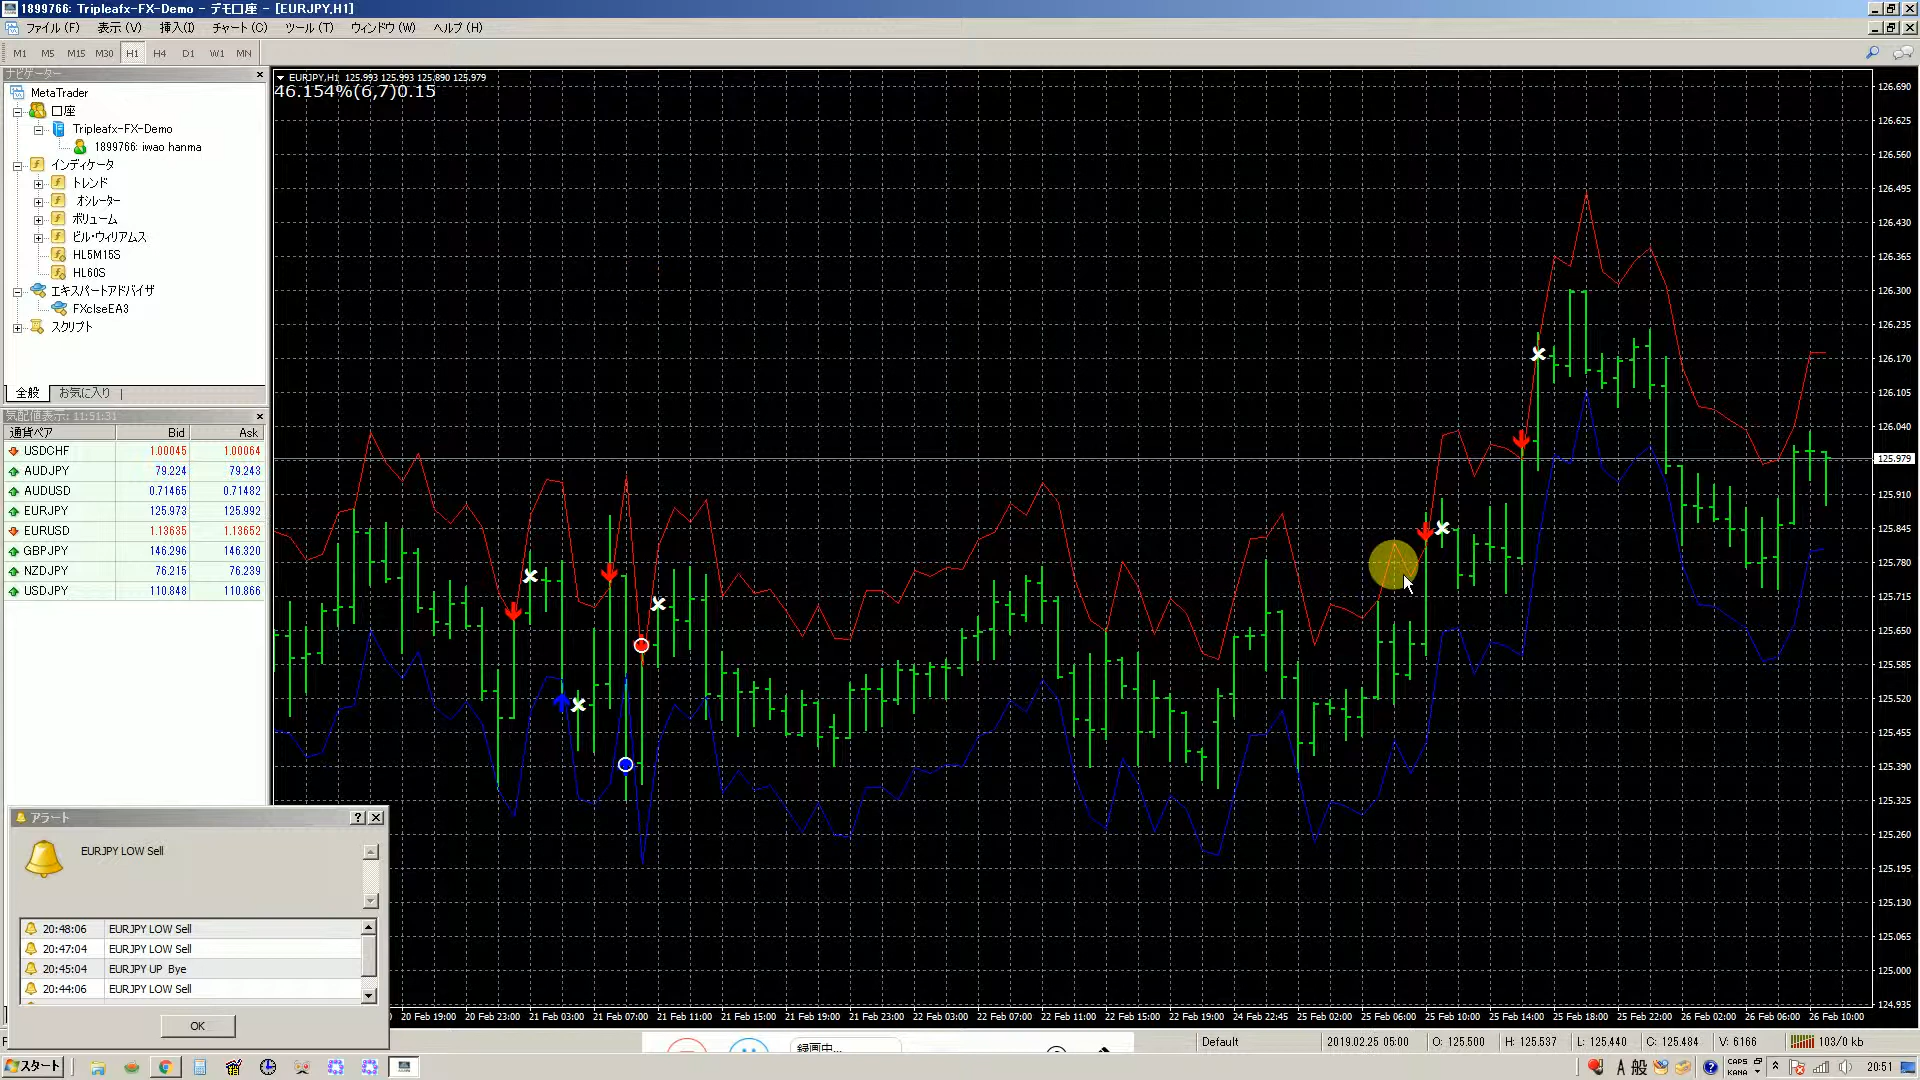 1899766: Tripleafx-FX-Demo - デモ口座 - [EURJPY,H1]
ファイル (F) 表示 (V) 挿入(I) チャート (C) ツール (T) ウィンドウ (W) ヘルプ (H)
M1 M5 M15 M30 H1 H4 D1 W1 MN
ナビゲーター
MetaTrader
口座
Tripleafx-FX-Demo
1899766: iwao hanma
インディケータ
トレンド
オシレーター
ボリューム
ビル・ウィリアムス
HL5M15S
HL60S
エキスパートアドバイザ
FXclseEA3
スクリプト
全般 お気に入り
気配値表示: 11:51:31
通貨ペア Bid Ask
USDCHF 1.00045 1.00064
AUDJPY 79.224 79.243
AUDUSD 0.71465 0.71482
EURJPY 125.973 125.992
EURUSD 1.13635 1.13652
GBPJPY 146.296 146.320
NZDJPY 76.215 76.239
USDJPY 110.848 110.866
EURJPY,H1 125.993 125.993 125.890 125.979
46.154%(6,7)0.15
126.690
126.625
126.560
126.495
126.430
126.365
126.300
126.235
126.170
126.105
126.040
125.979
125.910
125.845
125.780
125.715
125.650
125.585
125.520
125.455
125.390
125.325
125.260
125.195
125.130
125.065
125.000
124.935
アラート
EURJPY LOW Sell
20:48:06 EURJPY LOW Sell
20:47:04 EURJPY LOW Sell
20:45:04 EURJPY UP Bye
20:44:06 EURJPY LOW Sell
OK
20 Feb 19:00 20 Feb 23:00 21 Feb 03:00 21 Feb 07:00 21 Feb 11:00 21 Feb 15:00 21 Feb 19:00 21 Feb 23:00 22 Feb 03:00 22 Feb 07:00 22 Feb 11:00 22 Feb 15:00 22 Feb 19:00 24 Feb 22:45 25 Feb 02:00 25 Feb 06:00 25 Feb 10:00 25 Feb 14:00 25 Feb 18:00 25 Feb 22:00 26 Feb 02:00 26 Feb 06:00 26 Feb 10:00
録画中...
Default 2019.02.25 05:00 O: 125.500 H: 125.537 L: 125.440 C: 125.484 V: 6166 103/0 kb
スタート
A 般 CAPS KANA 20:51